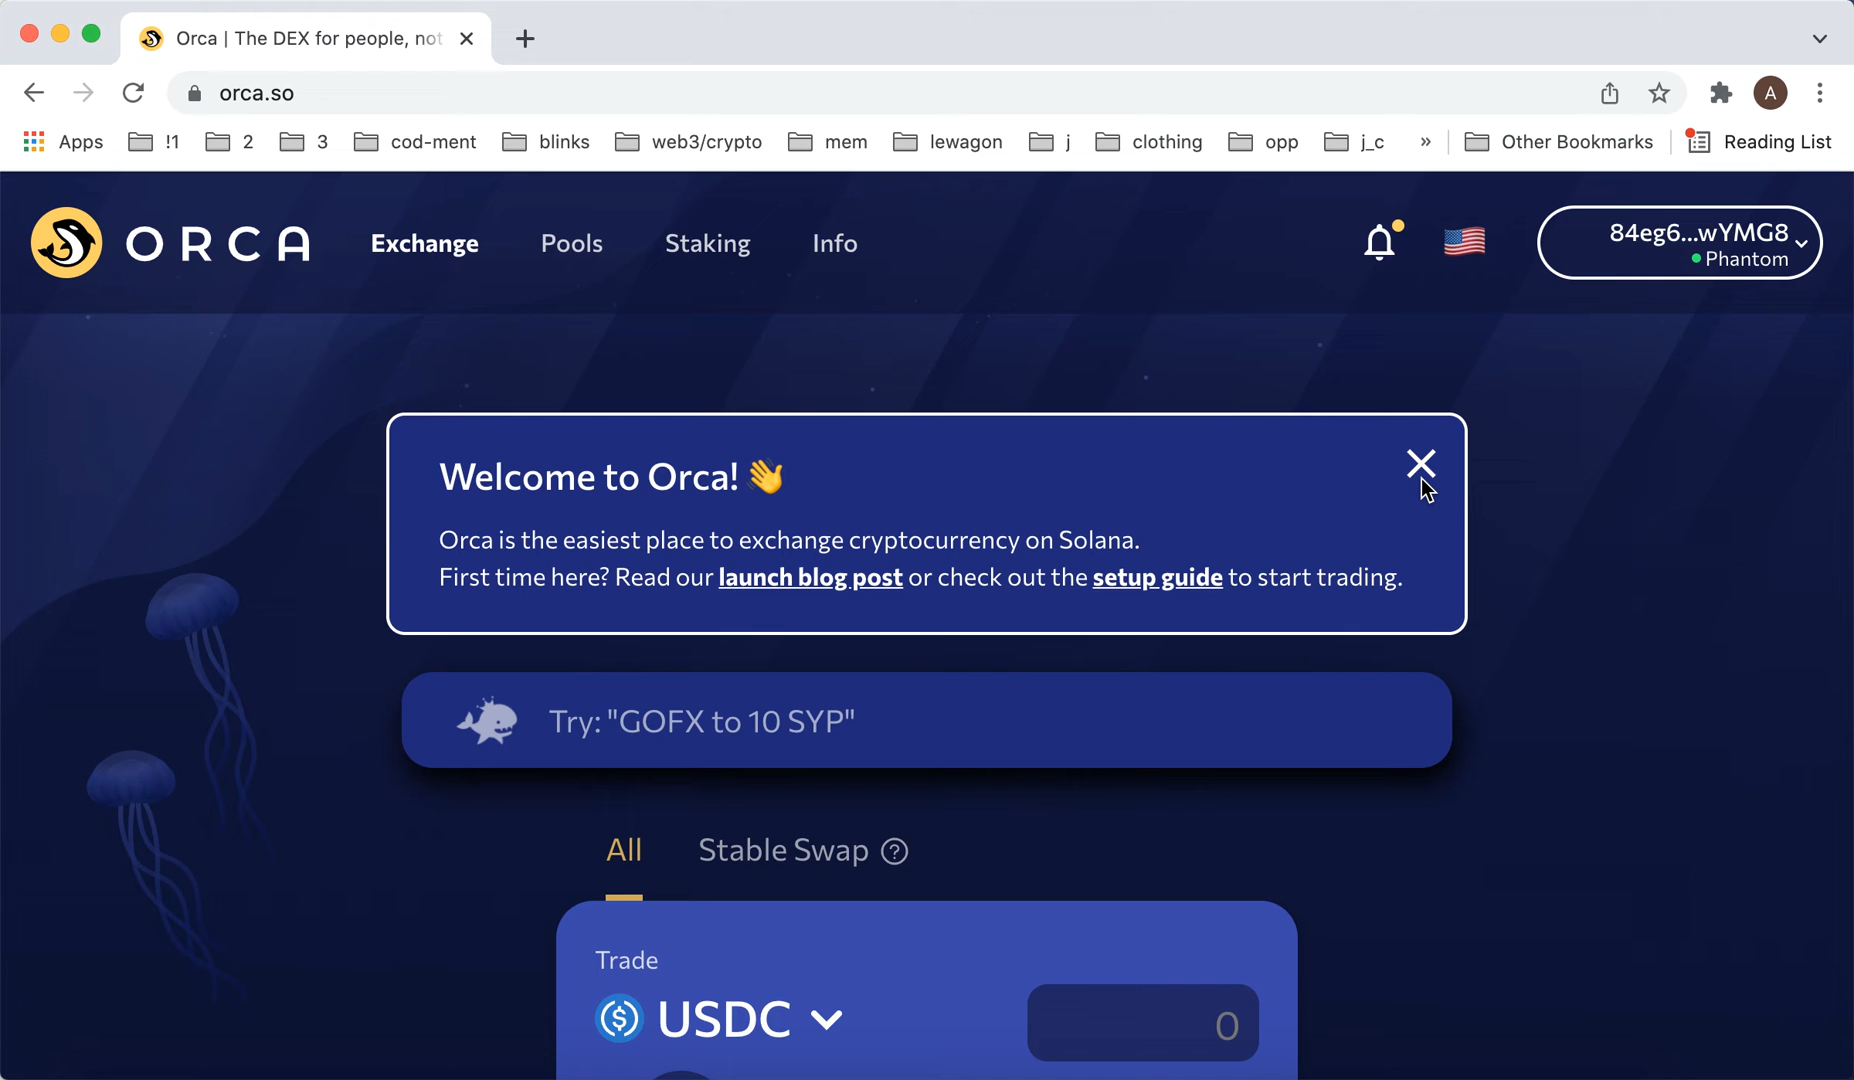 Orca | The DEX for people, not
orca.so
A
Apps !1 2 3 cod-ment blinks web3/crypto mem lewagon j clothing opp j_c » Other Bookmarks Reading List
ORCA Exchange Pools Staking Info
84eg6...wYMG8
Phantom
Welcome to Orca! 👋
Orca is the easiest place to exchange cryptocurrency on Solana.
First time here? Read our launch blog post or check out the setup guide to start trading.
Try: "GOFX to 10 SYP"
All Stable Swap ?
Trade
$ USDC 0